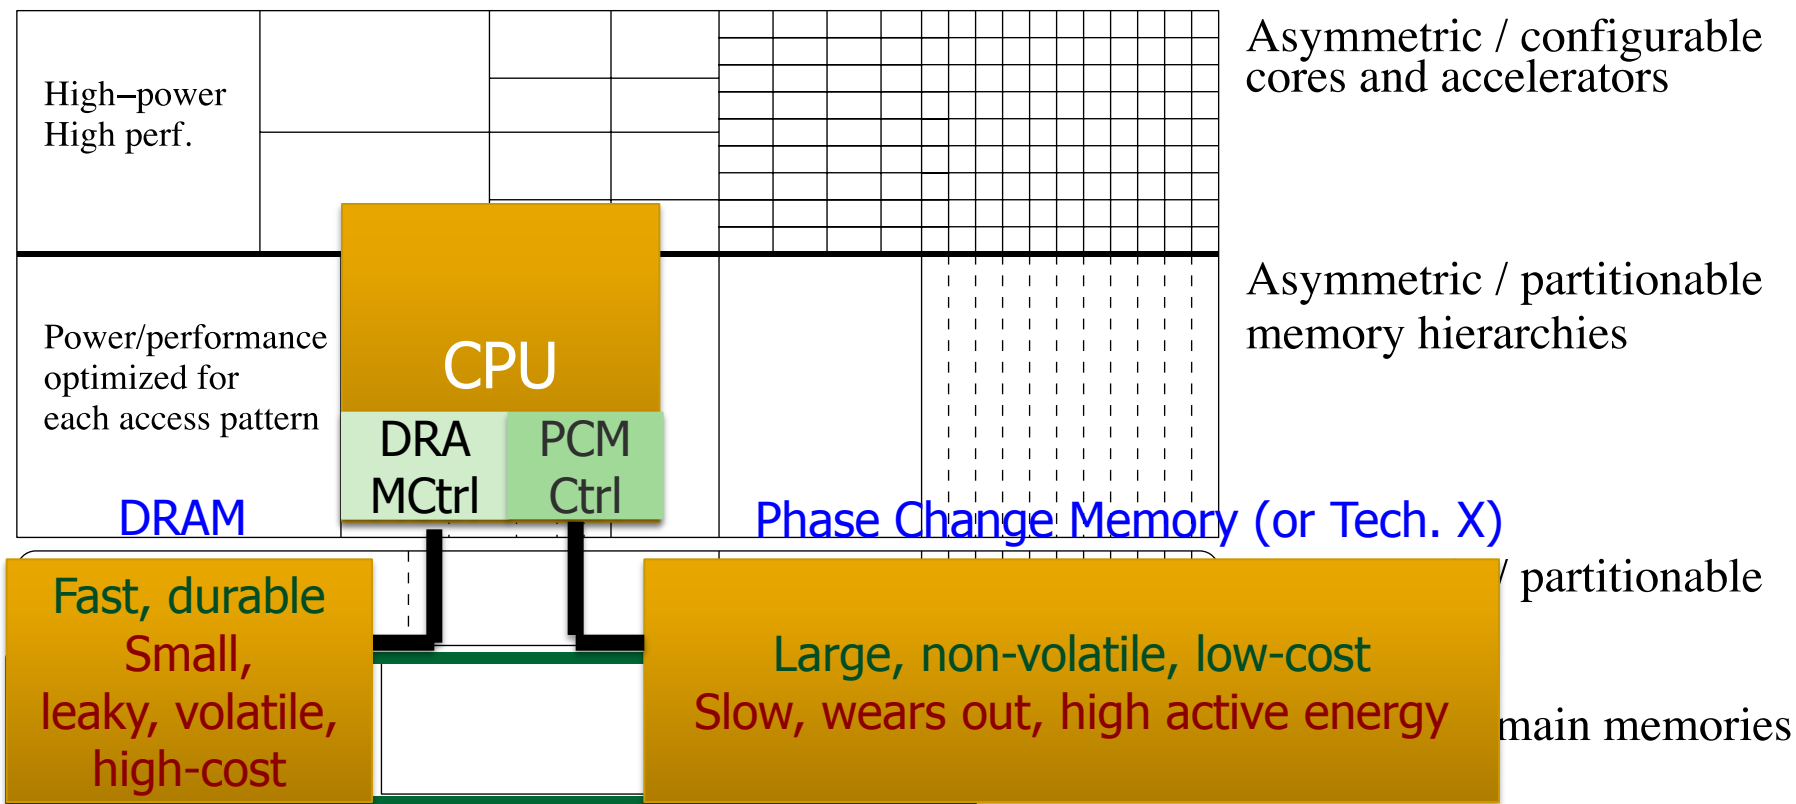 Asymmetric / configurable
cores and accelerators
High–power
High perf.
Asymmetric / partitionable
memory hierarchies
Power/performance
optimized for
each access pattern
CPU
DRA
MCtrl
PCM
Ctrl
DRAM
Phase Change Memory (or Tech. X)
/ partitionable
Fast, durable
Small,
leaky, volatile,
high-cost
Large, non-volatile, low-cost
Slow, wears out, high active energy
main memories